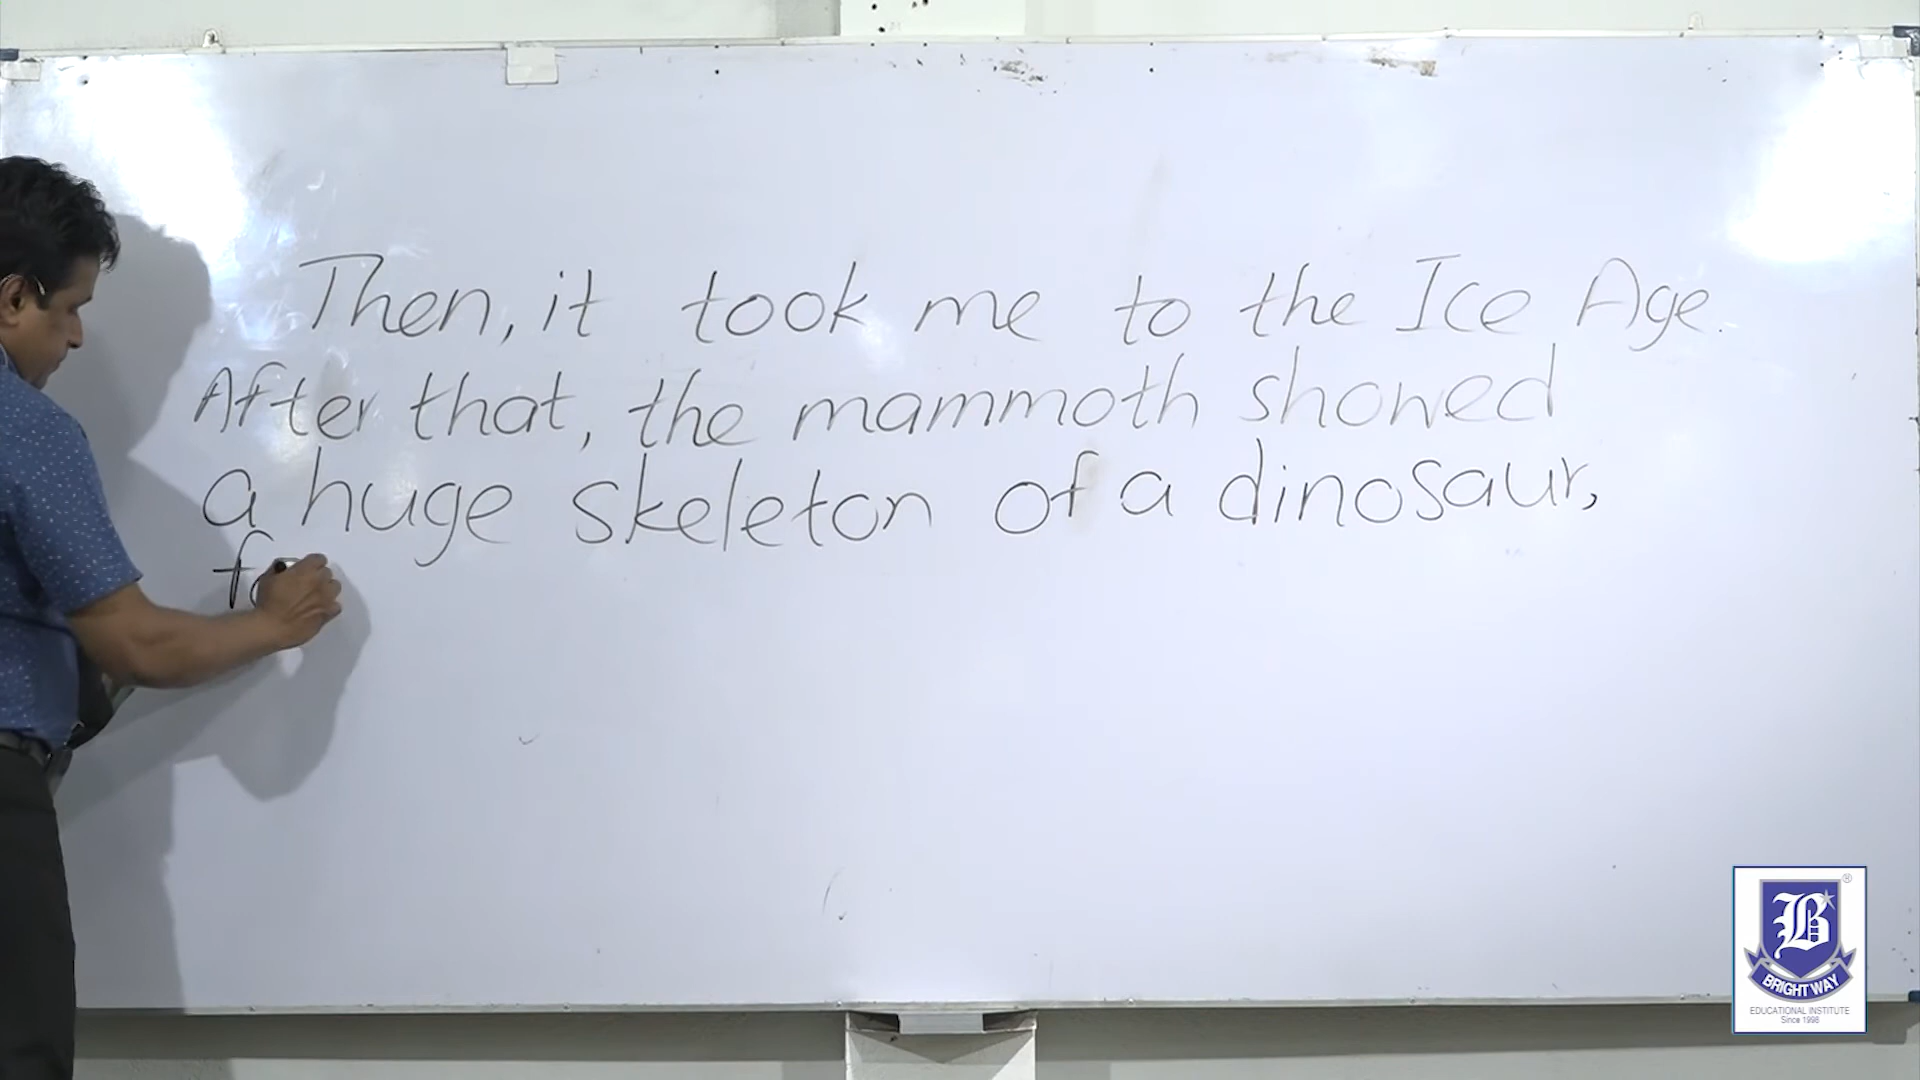 Then, it took me to the Ice Age.
After that, the mammoth showed
a huge skeleton of a dinosaur,
B
BRIGHT WAY
EDUCATIONAL INSTITUTE
Since 1998